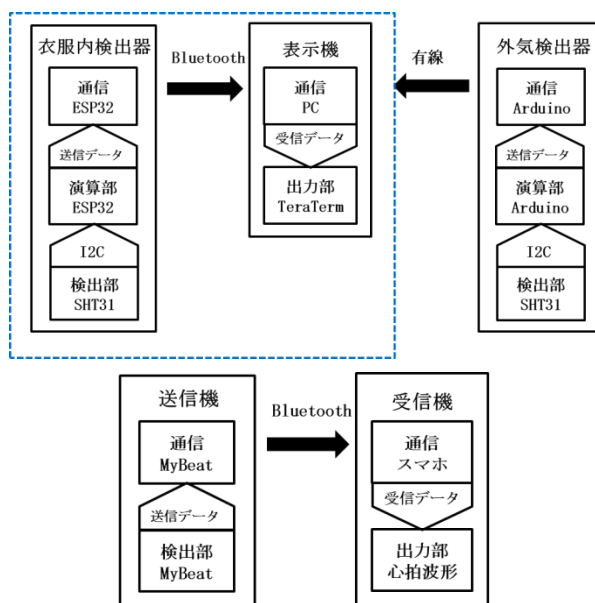 衣服内検出器
通信
ESP32
送信データ
演算部
ESP32
I2C
検出部
SHT31
Bluetooth
表示機
通信
PC
受信データ
出力部
TeraTerm
有線
外気検出器
通信
Arduino
送信データ
演算部
Arduino
I2C
検出部
SHT31
送信機
通信
MyBeat
送信データ
検出部
MyBeat
Bluetooth
受信機
通信
スマホ
受信データ
出力部
心拍波形